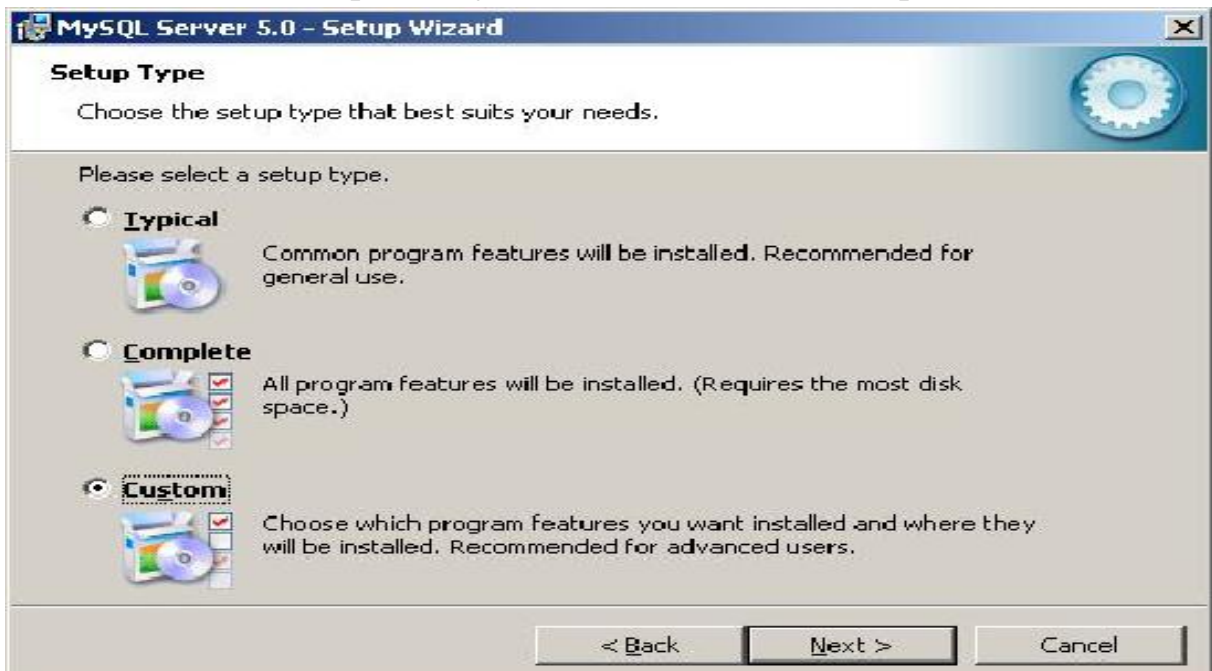 MySQL Server 5.0 - Setup Wizard
Setup Type
Choose the setup type that best suits your needs.
Please select a setup type.
Typical
Common program features will be installed. Recommended for
general use.
Complete
All program features will be installed. (Requires the most disk
space.)
Custom
Choose which program features you want installed and where they
will be installed. Recommended for advanced users.
< Back Next > Cancel